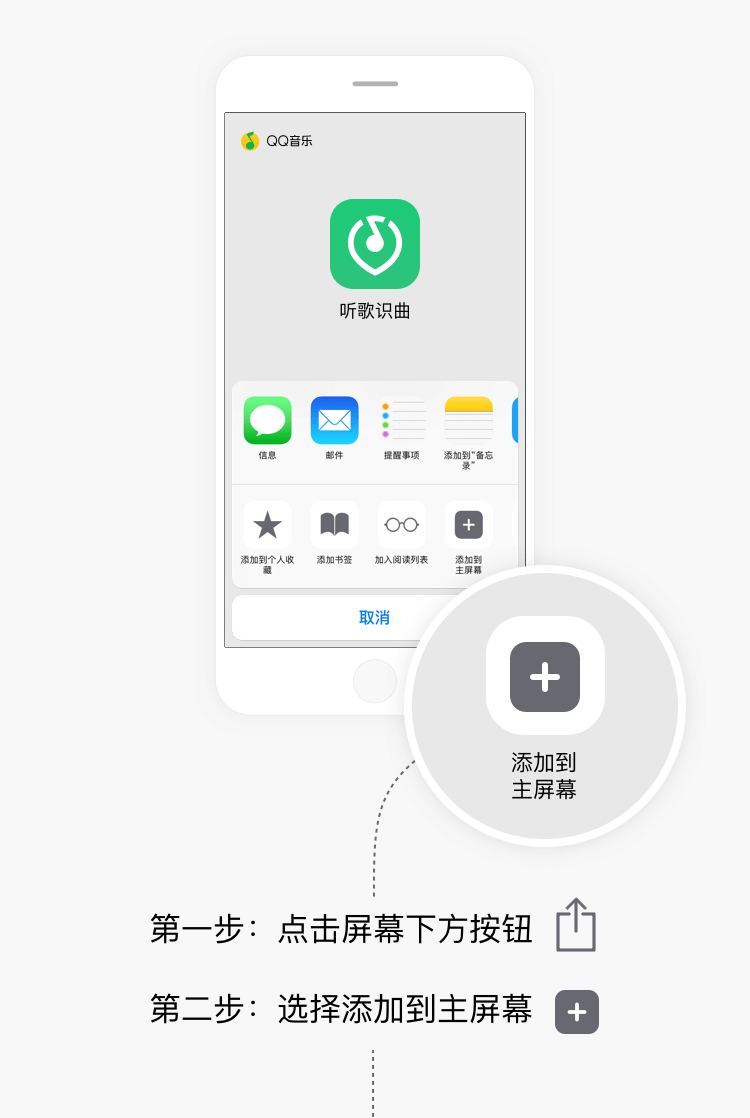 QQ音乐
听歌识曲
信息
邮件
提醒事项
添加到“备忘
录”
添加到个人收
藏
添加书签
加入阅读列表
添加到
主屏幕
取消
添加到
主屏幕
第一步：点击屏幕下方按钮
第二步：选择添加到主屏幕